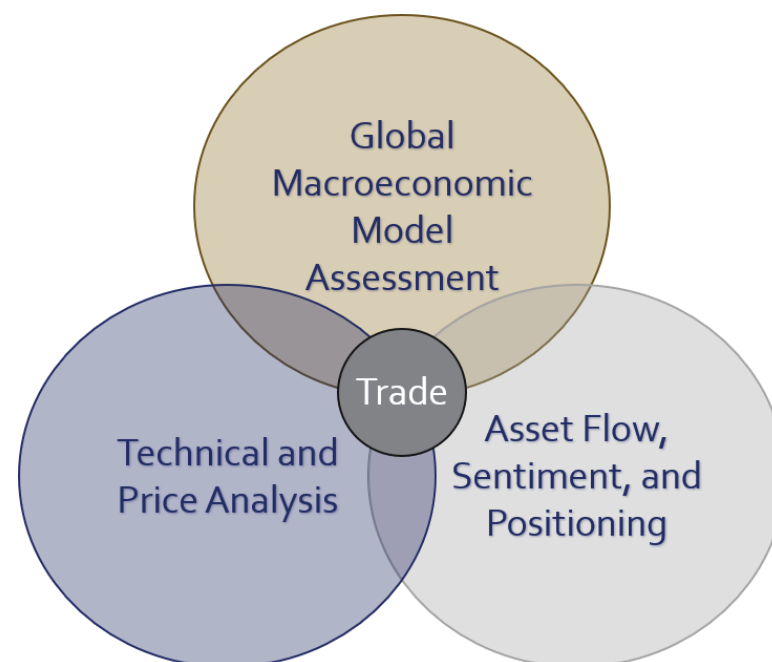 Global
Macroeconomic
Model
Assessment
Trade
Technical and
Price Analysis
Asset Flow,
Sentiment, and
Positioning